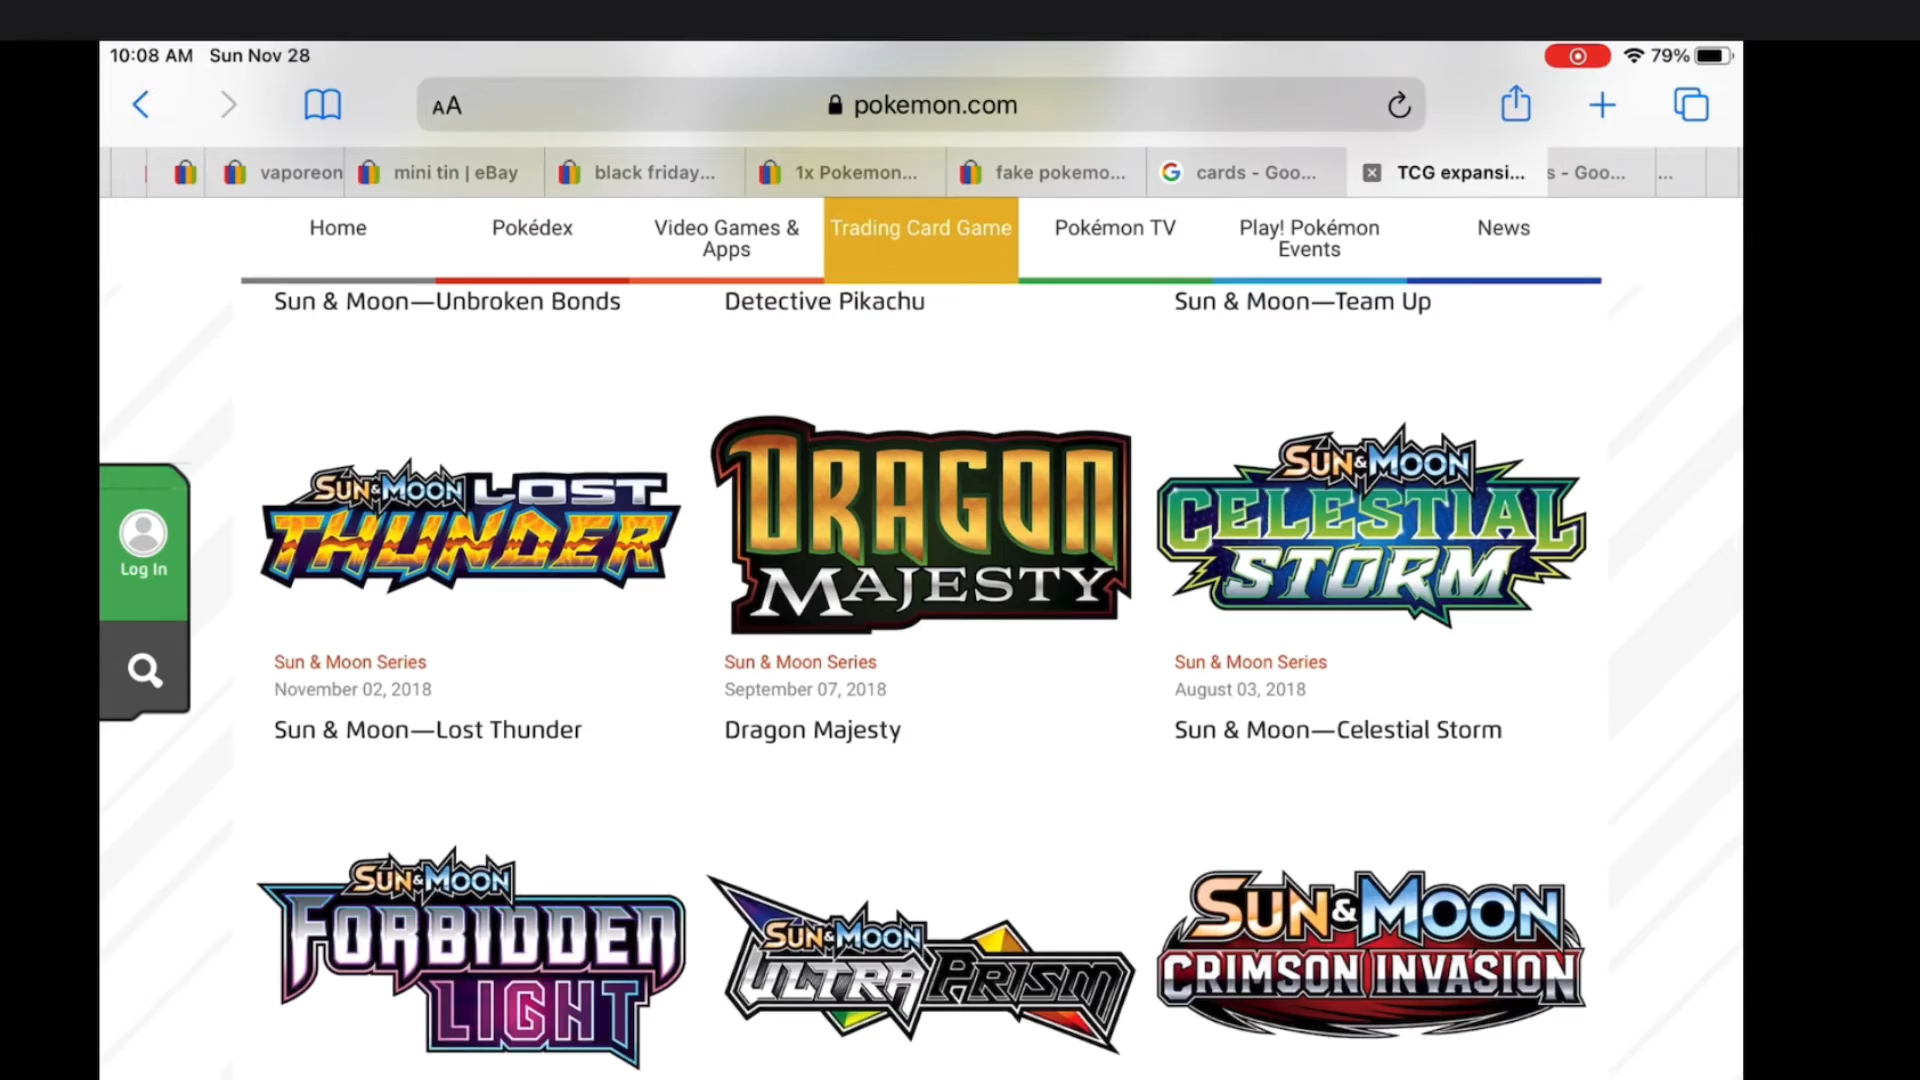 10:08 AM Sun Nov 28
79%
AA
pokemon.com
vaporeon
mini tin | eBay
black friday...
1x Pokemon...
fake pokemo...
cards - Goo...
TCG expansi...
s - Goo...
...
Home
Pokédex
Video Games &
Apps
Trading Card Game
Pokémon TV
Play! Pokémon
Events
News
Sun & Moon—Unbroken Bonds
Detective Pikachu
Sun & Moon—Team Up
Log In
SUN & MOON LOST
THUNDER
DRAGON
MAJESTY
SUN & MOON
CELESTIAL
STORM
Sun & Moon Series
November 02, 2018
Sun & Moon—Lost Thunder
Sun & Moon Series
September 07, 2018
Dragon Majesty
Sun & Moon Series
August 03, 2018
Sun & Moon—Celestial Storm
SUN & MOON
FORBIDDEN
LIGHT
SUN & MOON
ULTRA PRISM
SUN & MOON
CRIMSON INVASION